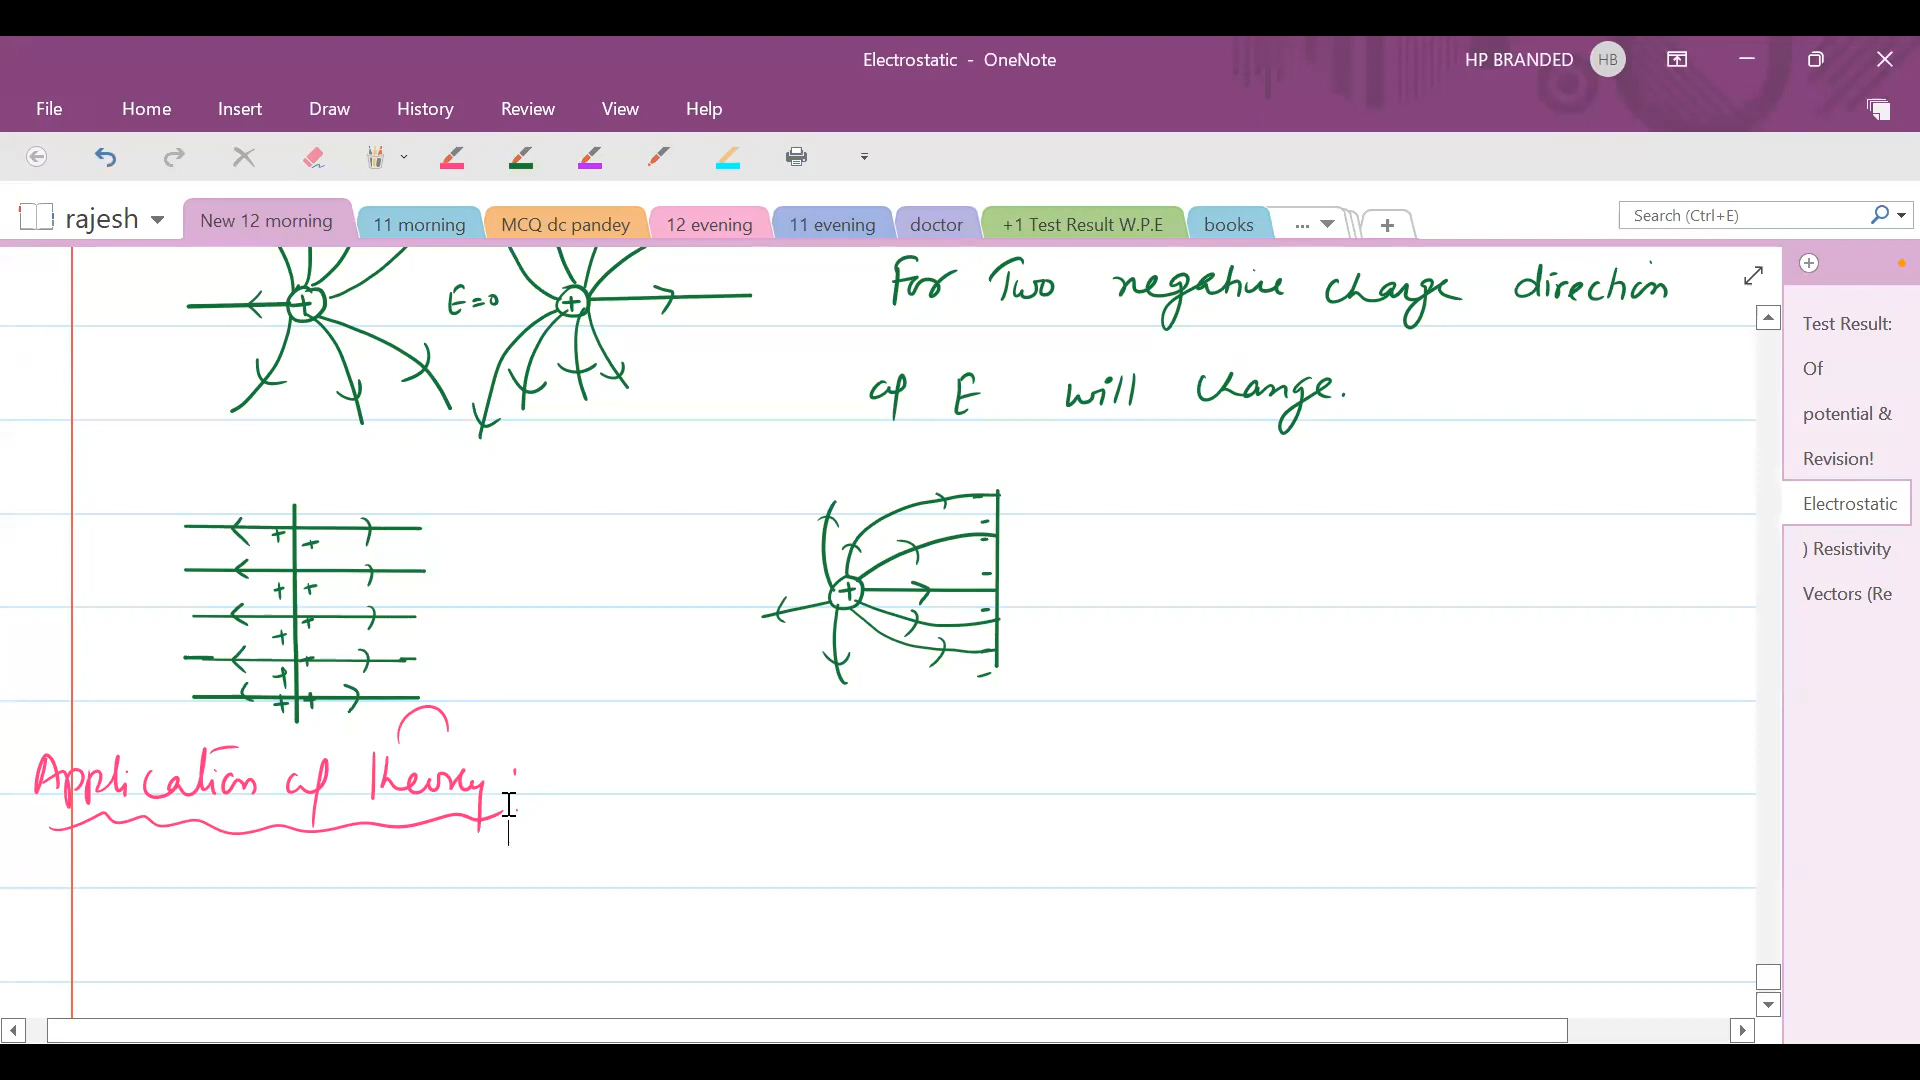 Electrostatic - OneNote
HP BRANDED
HB
File Home Insert Draw History Review View Help
rajesh
New 12 morning
11 morning
MCQ dc pandey
12 evening
11 evening
doctor
+1 Test Result W.P.E
books
...
Search (Ctrl+E)
+ E=0 +
For Two negative charge direction
of E will change.
+ +
+ +
+ +
+ +
+ +
+
- - - - - -
Application of Theory :
Test Result:
Of
potential &
Revision!
Electrostatic
) Resistivity
Vectors (Re